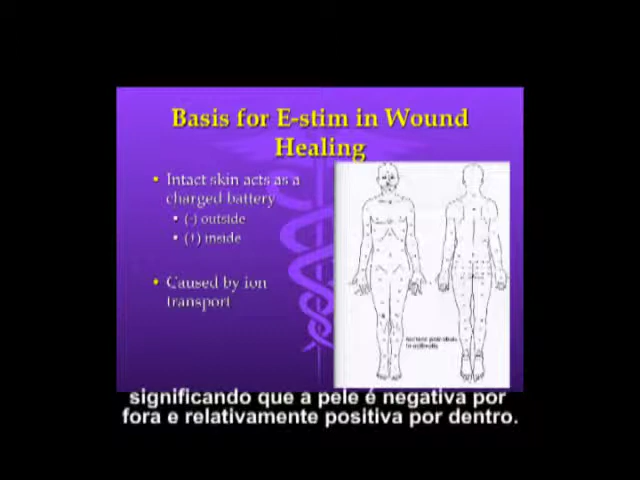 Basis for E-stim in Wound
Healing
• Intact skin acts as a
charged battery
• (-) outside
• (+) inside
• Caused by ion
transport
significando que a pele é negativa por
fora e relativamente positiva por dentro.